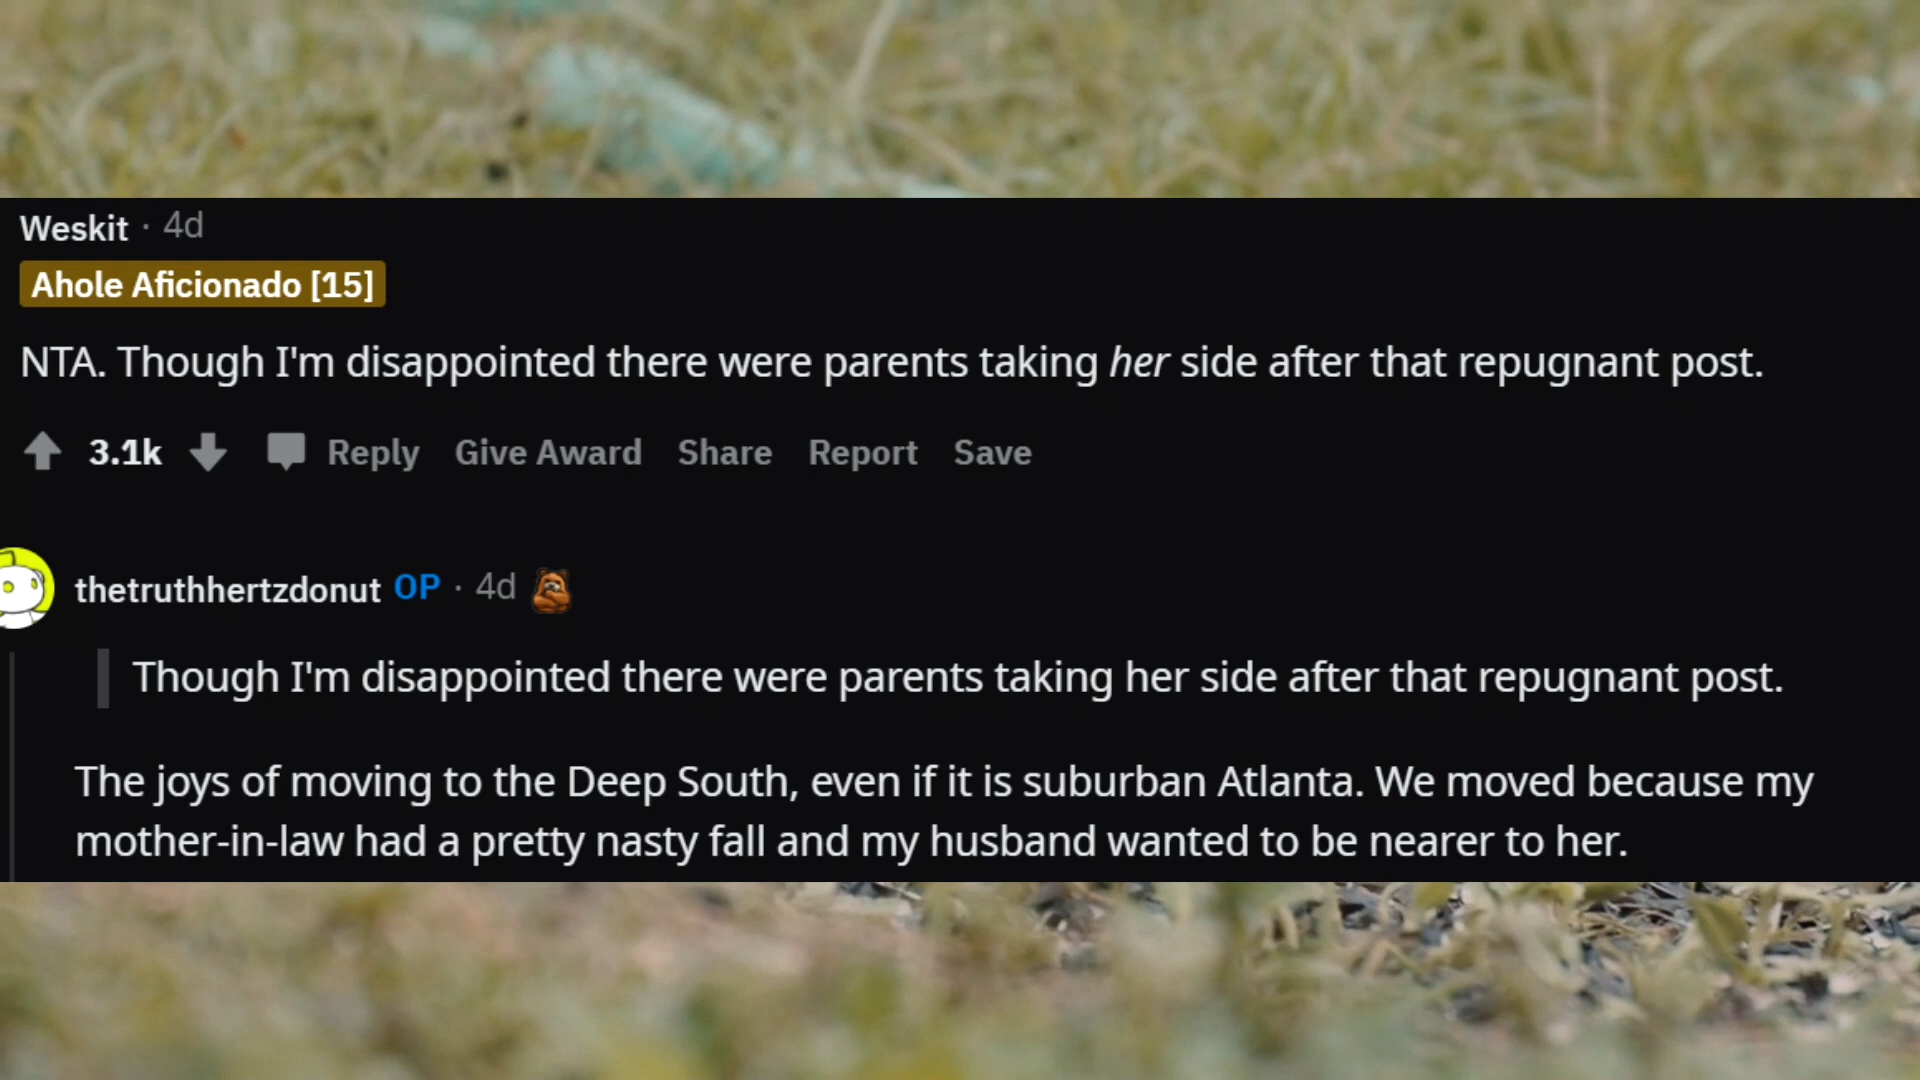 Weskit · 4d
Ahole Aficionado [15]
NTA. Though I'm disappointed there were parents taking her side after that repugnant post.
3.1k Reply Give Award Share Report Save
thetruthhertzdonut OP · 4d
Though I'm disappointed there were parents taking her side after that repugnant post.
The joys of moving to the Deep South, even if it is suburban Atlanta. We moved because my
mother-in-law had a pretty nasty fall and my husband wanted to be nearer to her.